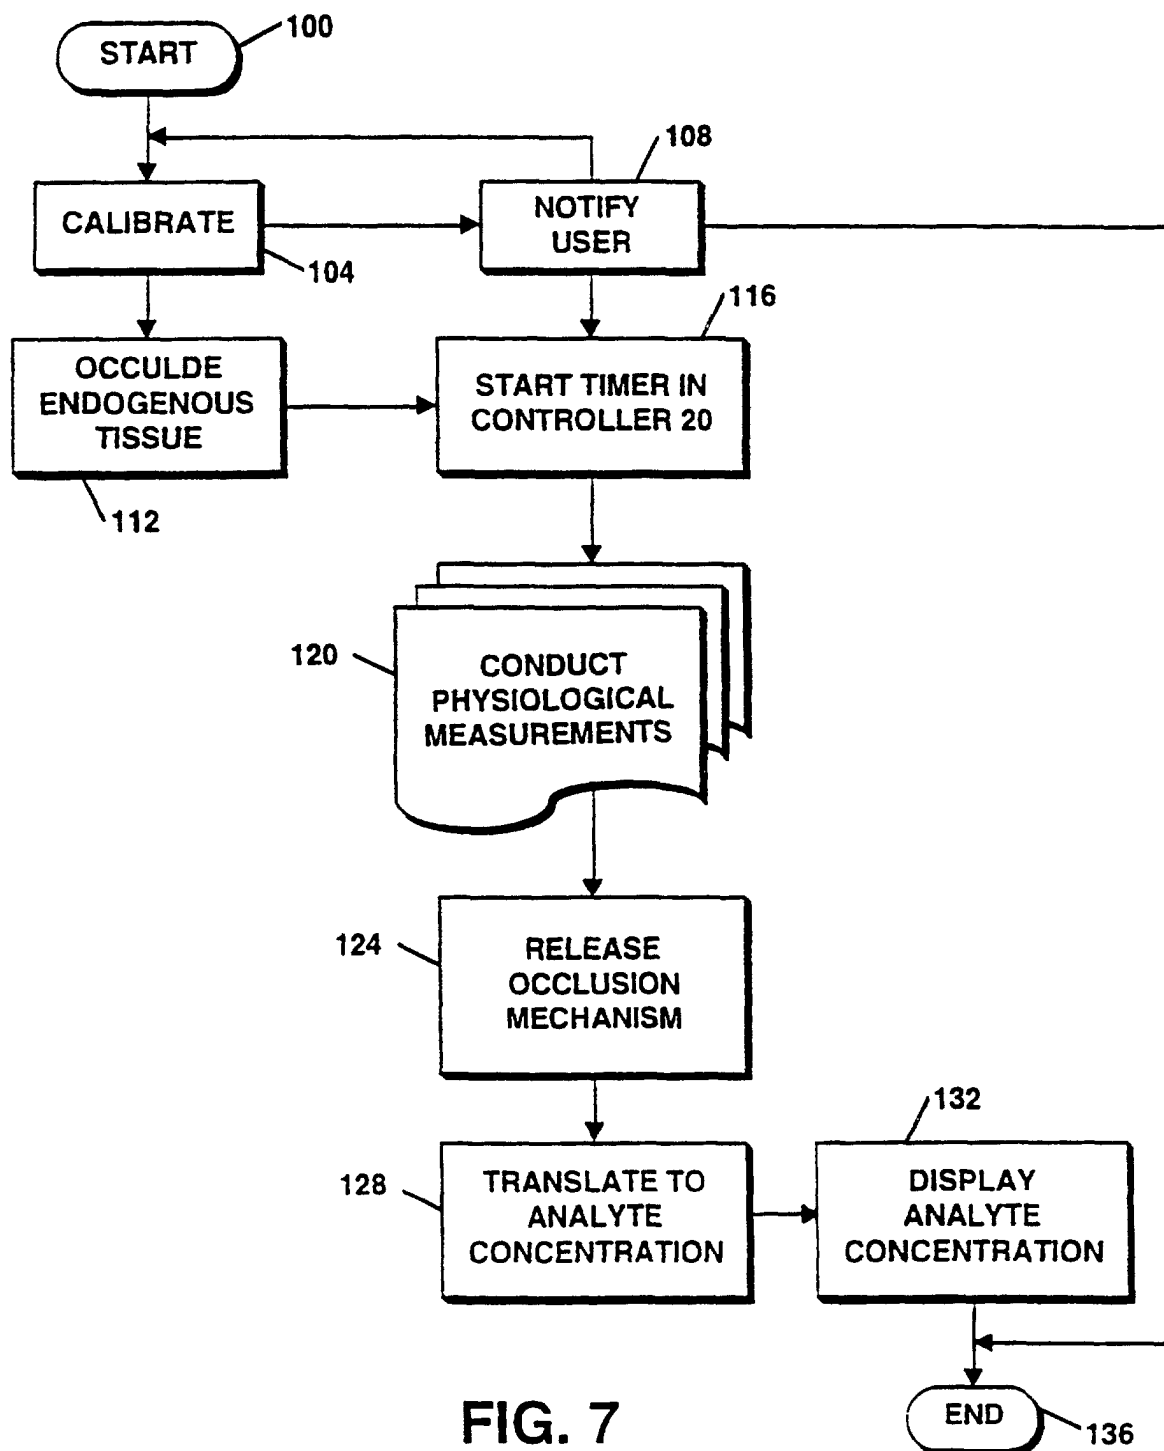 START
100
108
CALIBRATE
NOTIFY
USER
104
116
OCCULDE
ENDOGENOUS
TISSUE
START TIMER IN
CONTROLLER 20
112
120
CONDUCT
PHYSIOLOGICAL
MEASUREMENTS
124
RELEASE
OCCLUSION
MECHANISM
132
128
TRANSLATE TO
ANALYTE
CONCENTRATION
DISPLAY
ANALYTE
CONCENTRATION
FIG. 7
END
136